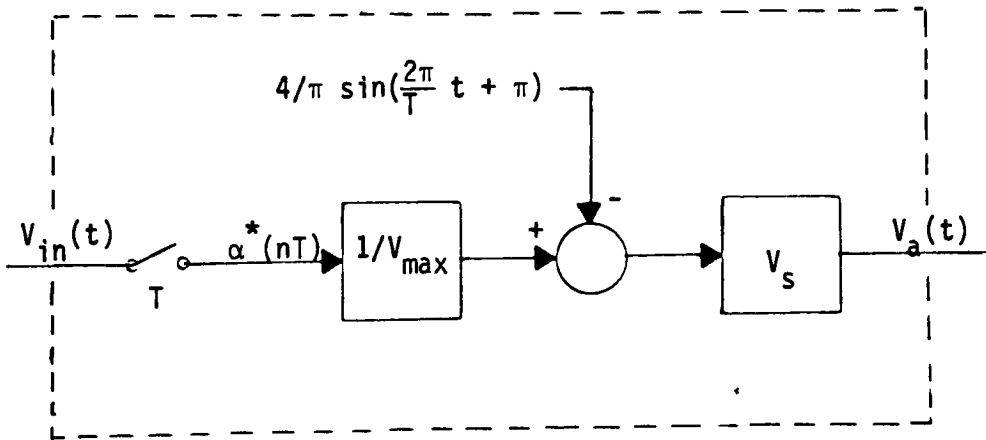 4/π sin(2π/T t + π)
-
V_in(t)
α*(nT)
1/V_max
+
V_s
V_a(t)
T